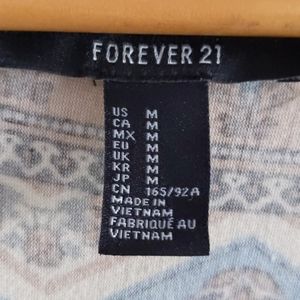 FOREVER 21
US M
CA M
MX M
EU M
UK M
KR M
JP M
CN 165/92A
MADE IN
VIETNAM
FABRIQUÉ AU
VIETNAM